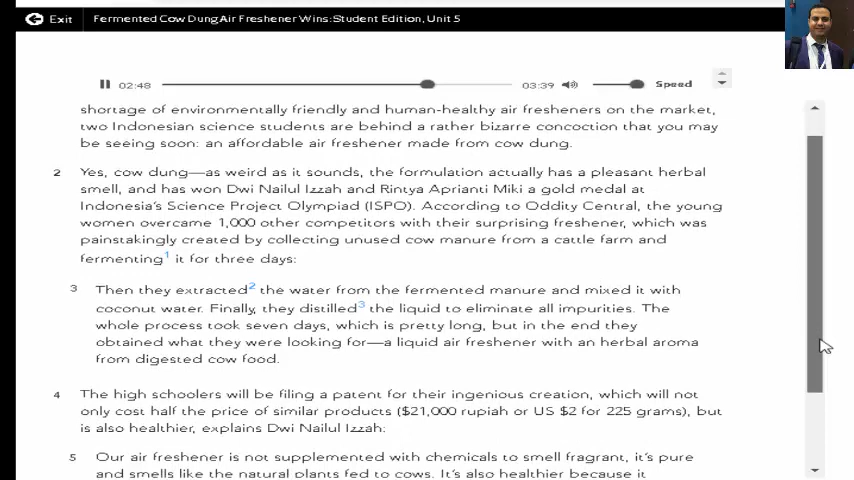 Exit Fermented Cow Dung Air Freshener Wins: Student Edition, Unit 5
02:48 03:39 Speed
shortage of environmentally friendly and human-healthy air fresheners on the market,
two Indonesian science students are behind a rather bizarre concoction that you may
be seeing soon: an affordable air freshener made from cow dung.
2 Yes, cow dung—as weird as it sounds, the formulation actually has a pleasant herbal
smell, and has won Dwi Nailul Izzah and Rintya Aprianti Miki a gold medal at
Indonesia's Science Project Olympiad (ISPO). According to Oddity Central, the young
women overcame 1,000 other competitors with their surprising freshener, which was
painstakingly created by collecting unused cow manure from a cattle farm and
fermenting1 it for three days:
3 Then they extracted2 the water from the fermented manure and mixed it with
coconut water. Finally, they distilled3 the liquid to eliminate all impurities. The
whole process took seven days, which is pretty long, but in the end they
obtained what they were looking for—a liquid air freshener with an herbal aroma
from digested cow food.
4 The high schoolers will be filing a patent for their ingenious creation, which will not
only cost half the price of similar products ($21,000 rupiah or US $2 for 225 grams), but
is also healthier, explains Dwi Nailul Izzah:
5 Our air freshener is not supplemented with chemicals to smell fragrant, it's pure
and smells like the natural plants fed to cows. It's also healthier because it